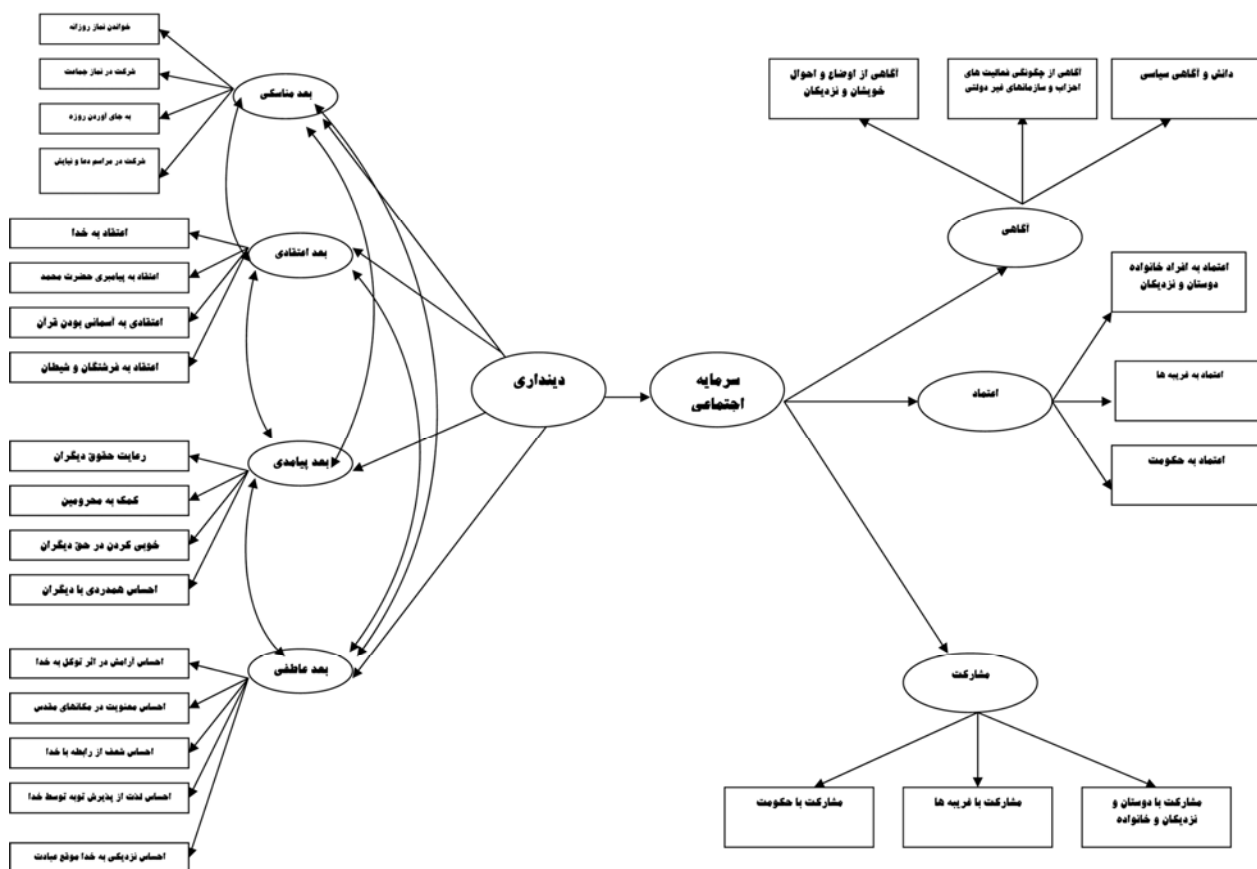 خواندن نماز روزانه
شرکت در نماز جماعت
به جای آوردن روزه
شرکت در مراسم دعا و نیایش
بعد مناسکی
اعتقاد به خدا
اعتقاد به پیامبری حضرت محمد
اعتقادی به آسمانی بودن قرآن
اعتقاد به فرشتگان و شیطان
بعد اعتقادی
رعایت حقوق دیگران
کمک به محرومین
خوبی کردن در حق دیگران
احساس همدردی با دیگران
بعد پیامدی
احساس آرامش در اثر توکل به خدا
احساس معنویت در مکانهای مقدس
احساس شعف از رابطه با خدا
احساس لذت از پذیرش توبه توسط خدا
احساس نزدیکی به خدا موقع عبادت
بعد عاطفی
دینداری
سرمایه
اجتماعی
دانش و آگاهی سیاسی
آگاهی از چگونگی فعالیت های
احزاب و سازمانهای غیر دولتی
آگاهی از اوضاع و احوال
خویشان و نزدیکان
آگاهی
اعتماد به افراد خانواده
دوستان و نزدیکان
اعتماد به غریبه ها
اعتماد به حکومت
اعتماد
مشارکت
مشارکت با دوستان و
نزدیکان و خانواده
مشارکت با غریبه ها
مشارکت با حکومت